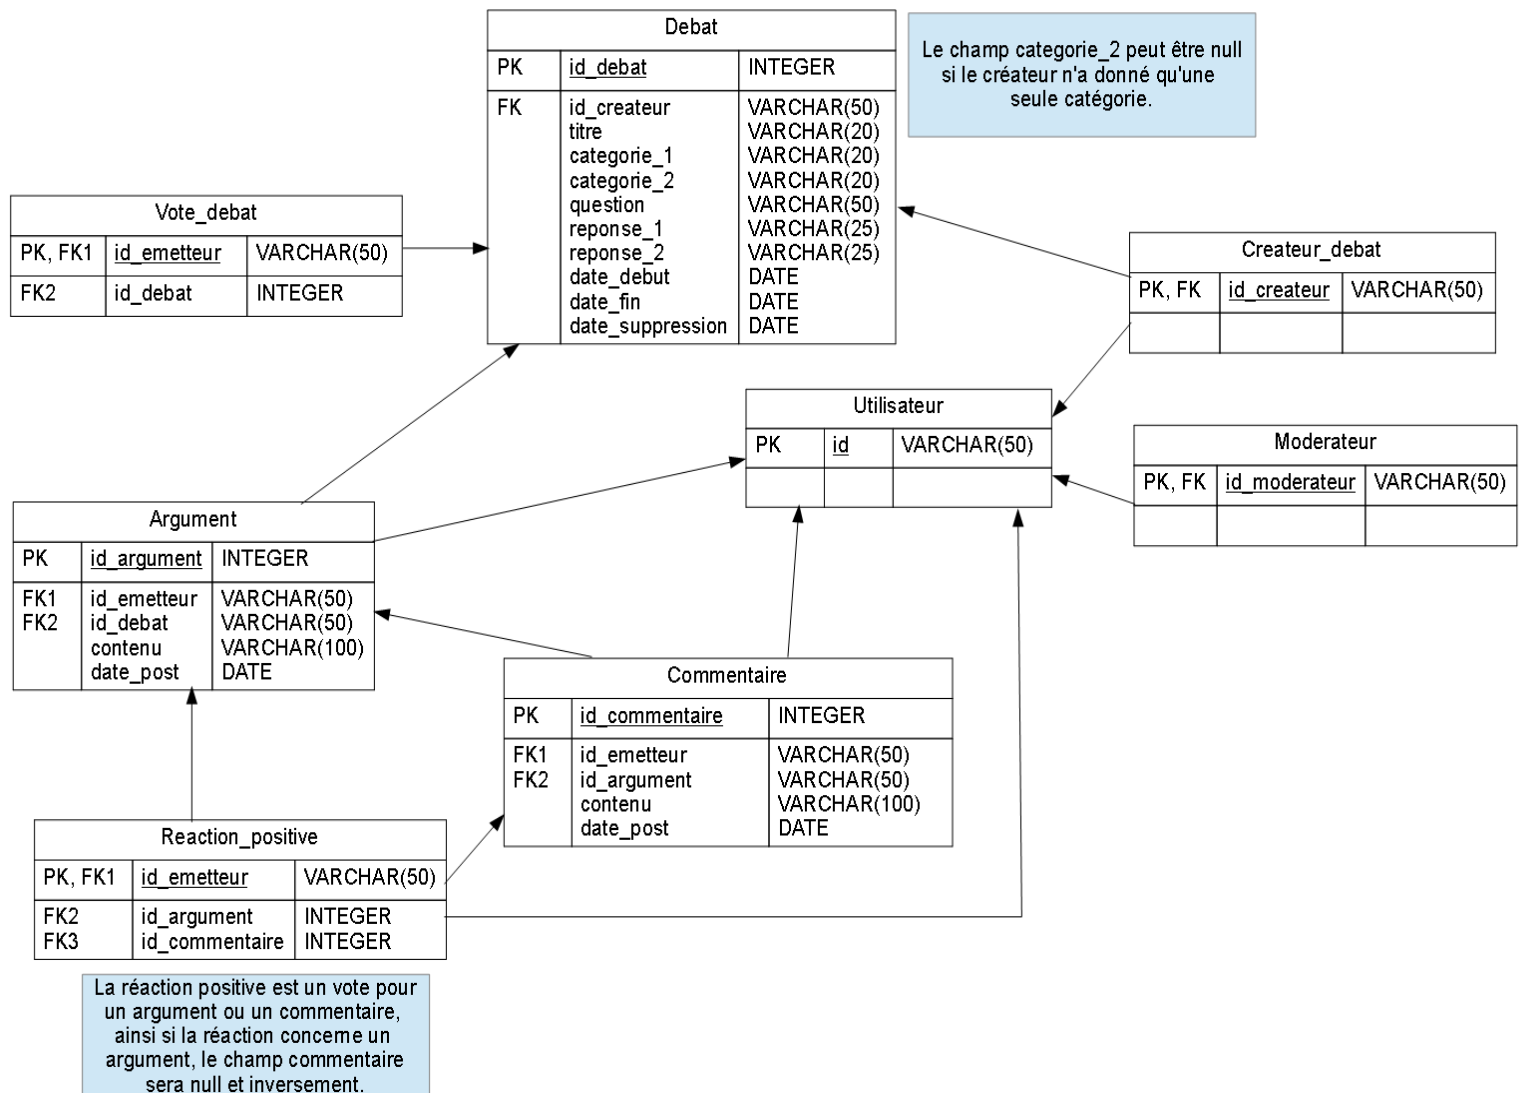 Debat
PK id_debat INTEGER
FK id_createur VARCHAR(50)
titre VARCHAR(20)
categorie_1 VARCHAR(20)
categorie_2 VARCHAR(20)
question VARCHAR(50)
reponse_1 VARCHAR(25)
reponse_2 VARCHAR(25)
date_debut DATE
date_fin DATE
date_suppression DATE
Le champ categorie_2 peut être null
si le créateur n'a donné qu'une
seule catégorie.
Vote_debat
PK, FK1 id_emetteur VARCHAR(50)
FK2 id_debat INTEGER
Createur_debat
PK, FK id_createur VARCHAR(50)
Utilisateur
PK id VARCHAR(50)
Moderateur
PK, FK id_moderateur VARCHAR(50)
Argument
PK id_argument INTEGER
FK1 id_emetteur VARCHAR(50)
FK2 id_debat VARCHAR(50)
contenu VARCHAR(100)
date_post DATE
Commentaire
PK id_commentaire INTEGER
FK1 id_emetteur VARCHAR(50)
FK2 id_argument VARCHAR(50)
contenu VARCHAR(100)
date_post DATE
Reaction_positive
PK, FK1 id_emetteur VARCHAR(50)
FK2 id_argument INTEGER
FK3 id_commentaire INTEGER
La réaction positive est un vote pour
un argument ou un commentaire,
ainsi si la réaction concerne un
argument, le champ commentaire
sera null et inversement.